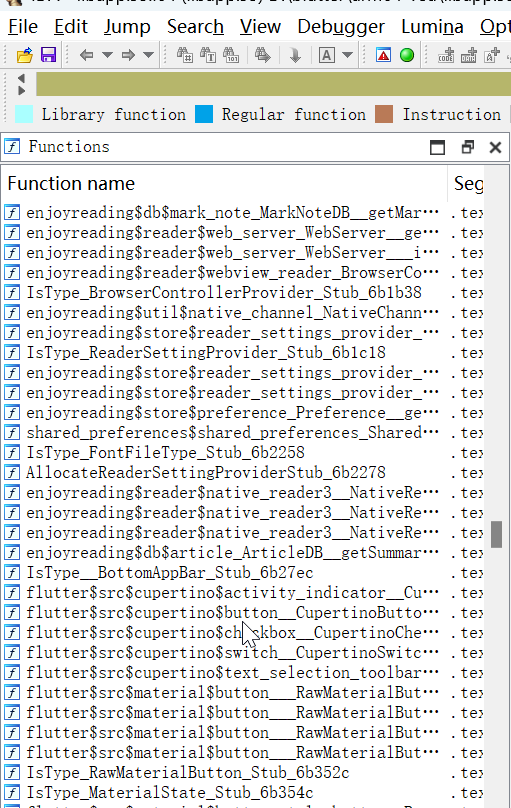 File Edit Jump Search View Debugger Lumina Opt
Library function Regular function Instruction
Functions
Function name Seg
enjoyreading$db$mark_note_MarkNoteDB__getMar··· .tex
enjoyreading$reader$web_server_WebServer__ge··· .tex
enjoyreading$reader$web_server_WebServer___i··· .tex
enjoyreading$reader$webview_reader_BrowserCo··· .tex
IsType_BrowserControllerProvider_Stub_6b1b38 .tex
enjoyreading$util$native_channel_NativeChann··· .tex
enjoyreading$store$reader_settings_provider_··· .tex
IsType_ReaderSettingProvider_Stub_6b1c18 .tex
enjoyreading$store$reader_settings_provider_··· .tex
enjoyreading$store$reader_settings_provider_··· .tex
enjoyreading$store$preference_Preference__ge··· .tex
shared_preferences$shared_preferences_Shared··· .tex
IsType_FontFileType_Stub_6b2258 .tex
AllocateReaderSettingProviderStub_6b2278 .tex
enjoyreading$reader$native_reader3__NativeRe··· .tex
enjoyreading$reader$native_reader3__NativeRe··· .tex
enjoyreading$reader$native_reader3__NativeRe··· .tex
enjoyreading$db$article_ArticleDB__getSummar··· .tex
IsType__BottomAppBar_Stub_6b27ec .tex
flutter$src$cupertino$activity_indicator__Cu··· .tex
flutter$src$cupertino$button__CupertinoButto··· .tex
flutter$src$cupertino$checkbox__CupertinoChe··· .tex
flutter$src$cupertino$switch__CupertinoSwitc··· .tex
flutter$src$cupertino$text_selection_toolbar··· .tex
flutter$src$material$button___RawMaterialBut··· .tex
flutter$src$material$button___RawMaterialBut··· .tex
flutter$src$material$button___RawMaterialBut··· .tex
flutter$src$material$button___RawMaterialBut··· .tex
IsType_RawMaterialButton_Stub_6b352c .tex
IsType_MaterialState_Stub_6b354c .tex